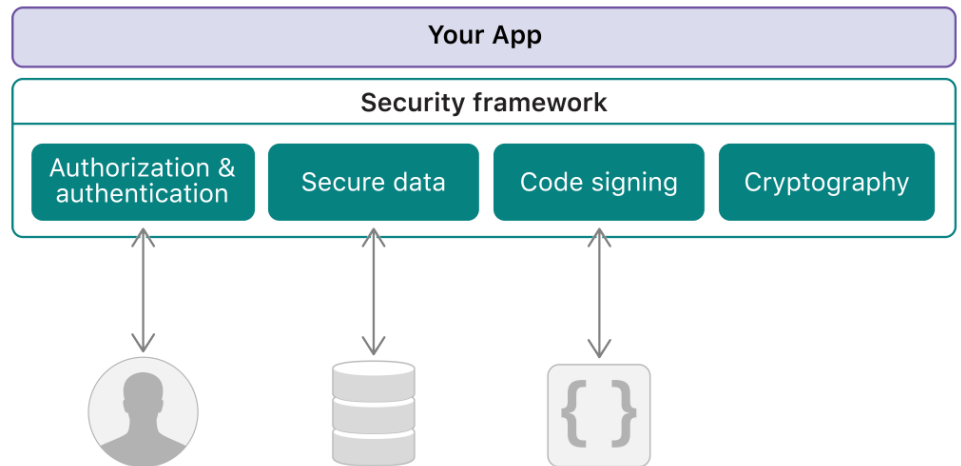 Your App
Security framework
Authorization &
authentication
Secure data
Code signing
Cryptography
{ }